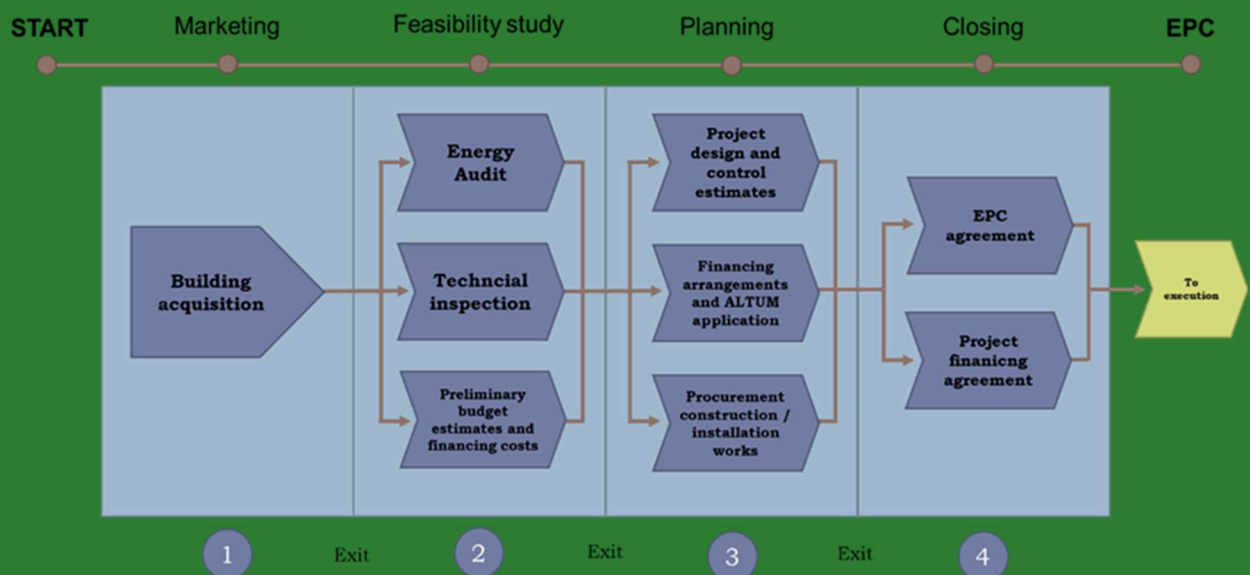 START
Marketing
Feasibility study
Planning
Closing
EPC
Building
acquisition
Energy
Audit
Techncial
inspection
Preliminary
budget
estimates and
financing costs
Project
design and
control
estimates
Financing
arrangements
and ALTUM
application
Procurement
construction /
installation
works
EPC
agreement
Project
finanicng
agreement
To
execution
1
Exit
2
Exit
3
Exit
4